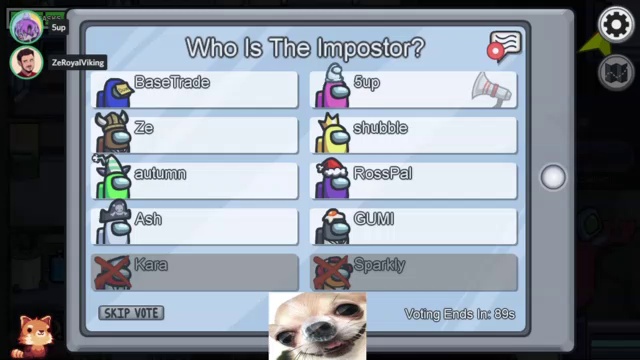 5up
ZeRoyalViking
Who Is The Impostor?
BaseTrade
5up
Ze
shubble
autumn
RossPal
Ash
GUMI
Kara
Sparkly
SKIP VOTE
Voting Ends In: 89s